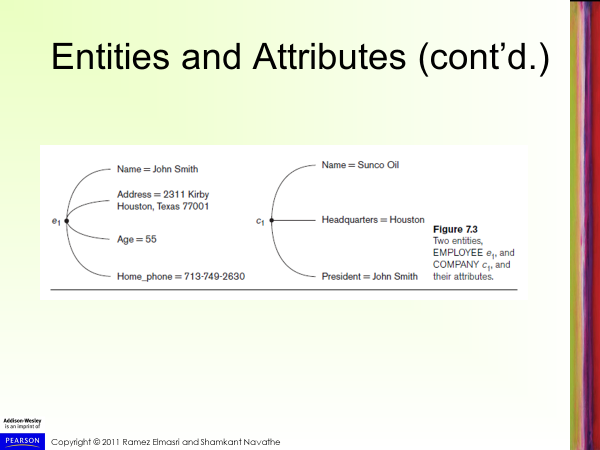 Entities and Attributes (cont’d.)
Name = John Smith
Address = 2311 Kirby
Houston, Texas 77001
e1
Age = 55
Home_phone = 713-749-2630
Name = Sunco Oil
c1
Headquarters = Houston
President = John Smith
Figure 7.3
Two entities,
EMPLOYEE e1, and
COMPANY c1, and
their attributes.
Addison-Wesley
is an imprint of
PEARSON
Copyright © 2011 Ramez Elmasri and Shamkant Navathe